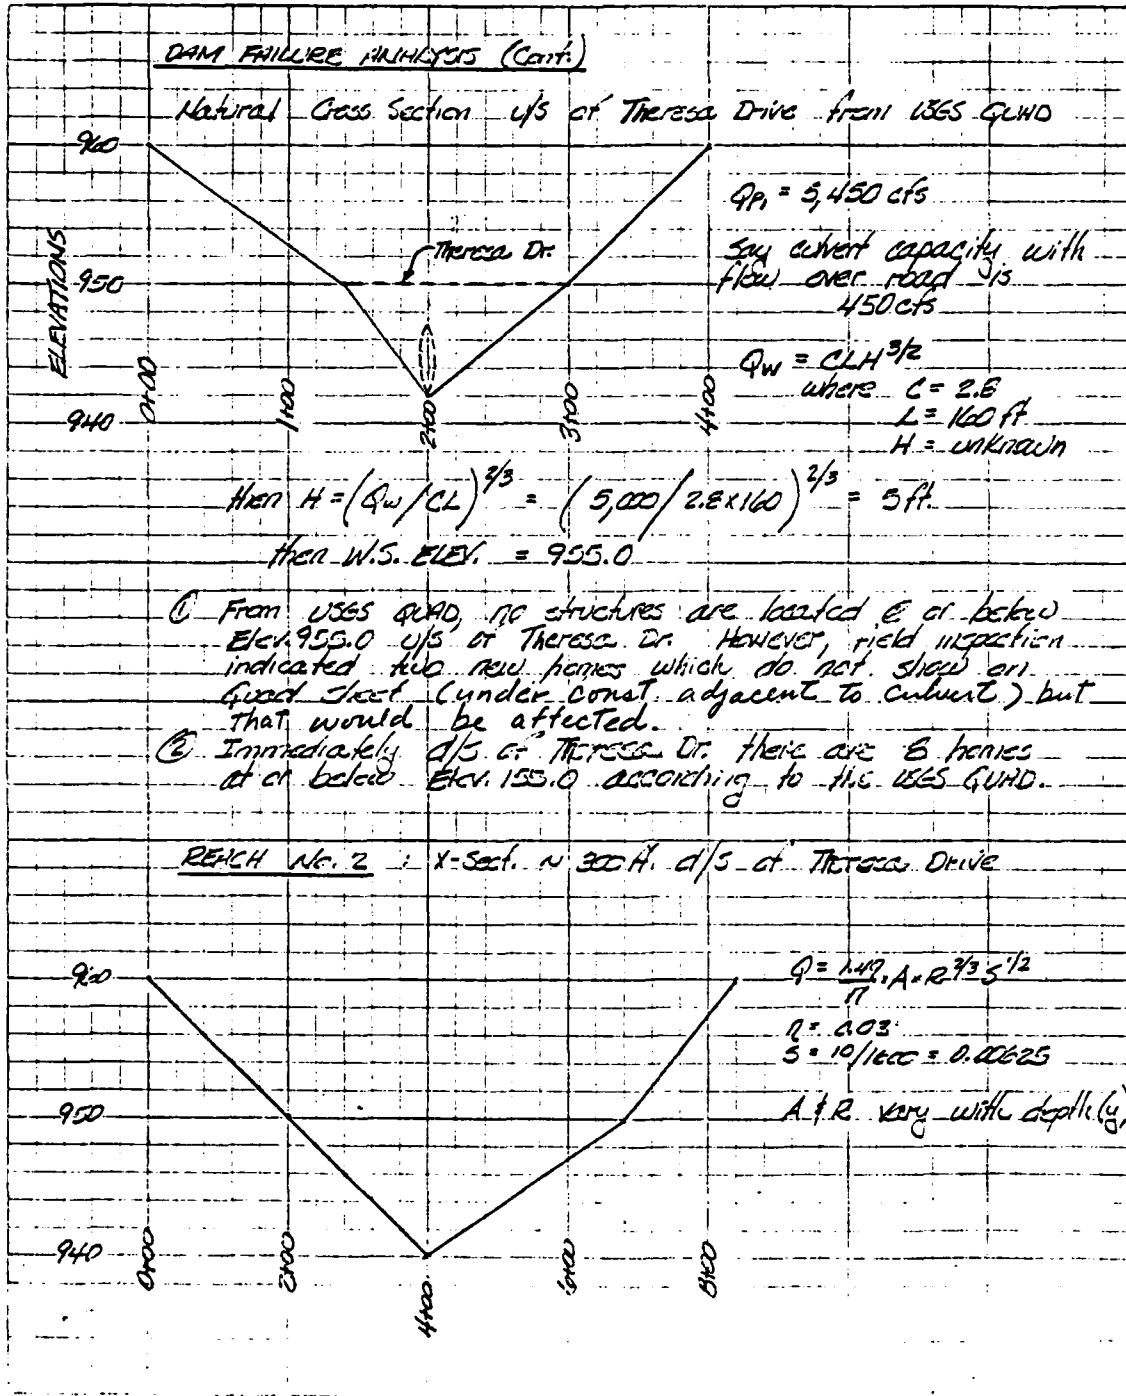 DAM FAILURE ANALYSIS (Cont.)
Natural Cross Section u/s of Theresa Drive from USGS QUAD
960
Qp₁ = 5,450 cfs
Theresa Dr.
say culvert capacity with
flow over road is
450 cfs
ELEVATIONS
950
Qw = CLH^3/2
where C = 2.8
L = 160 ft
H = unknown
940
0+00
1+00
2+00
3+00
4+00
then H = (Qw/CL)^2/3 = (5,000/2.8x160)^2/3 = 5 ft.
then W.S. ELEV. = 955.0
① From USGS QUAD, no structures are located @ or below
Elev. 955.0 u/s of Theresa Dr. However, field inspection
indicated two new homes which do not show on
Quad sheet (under const. adjacent to culvert) but
that would be affected.
② Immediately d/s of Theresa Dr. there are 8 homes
at or below Elev. 955.0 according to the USGS QUAD.
REACH No. 2 : X-Sect. ~ 300 ft. d/s of Theresa Drive
960
Q = 1.49/n · A · R^2/3 S^1/2
n = 0.03
S = 10/1600 = 0.00625
950
A & R vary with depth (y)
940
0+00
2+00
4+00
6+00
8+00